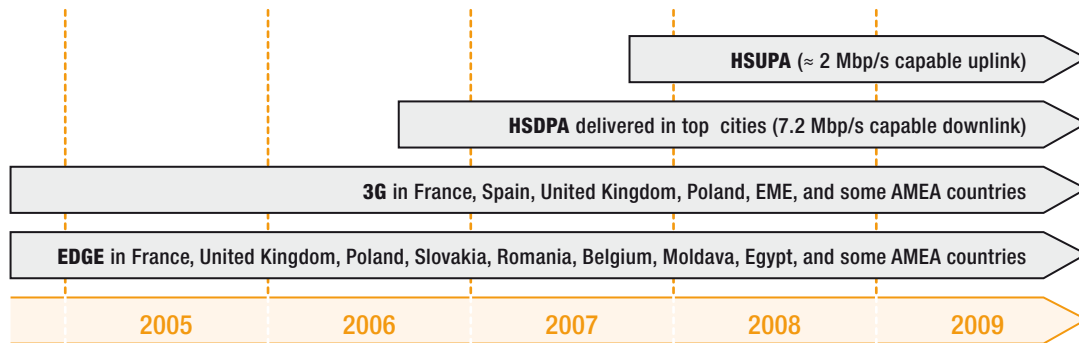 HSUPA (≈ 2 Mbp/s capable uplink)
HSDPA delivered in top cities (7.2 Mbp/s capable downlink)
3G in France, Spain, United Kingdom, Poland, EME, and some AMEA countries
EDGE in France, United Kingdom, Poland, Slovakia, Romania, Belgium, Moldava, Egypt, and some AMEA countries
2005 2006 2007 2008 2009